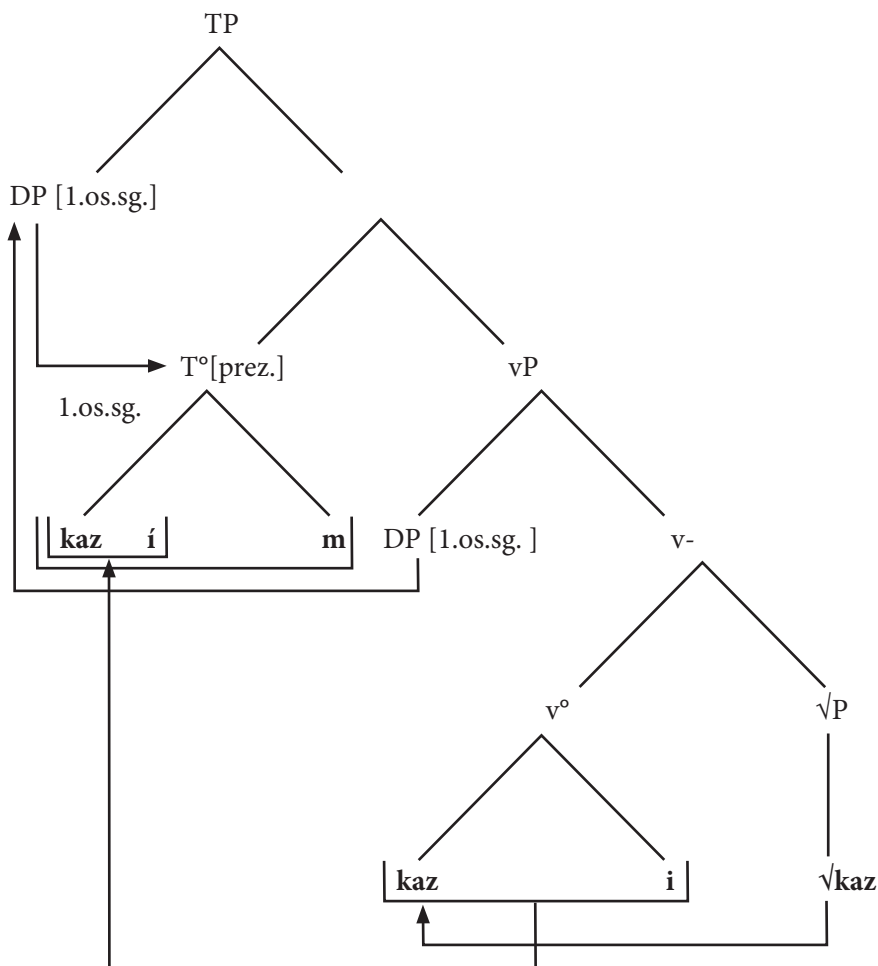 TP
DP [1.os.sg.]
T°[prez.] vP
1.os.sg.
kaz í m DP [1.os.sg. ] v-
v° √P
kaz i √kaz